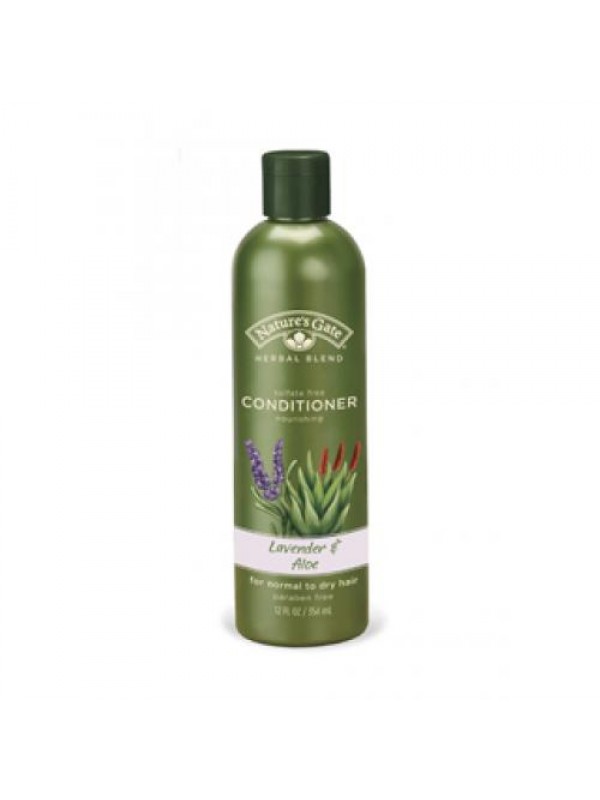 Nature's Gate
HERBAL BLEND
sulfate free
CONDITIONER
nourishing
Lavender &
Aloe
for normal to dry hair
paraben free
12 FL OZ / 354 mL